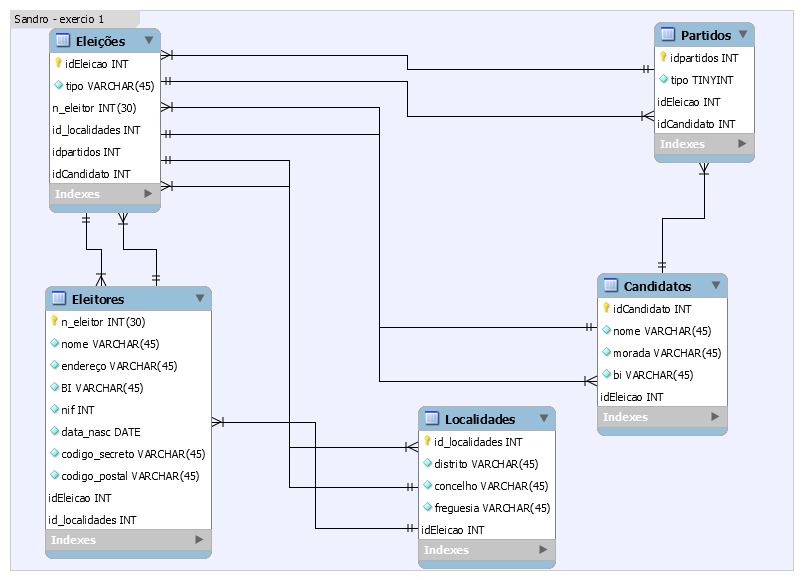 Sandro - exercio 1
Eleições
idEleicao INT
tipo VARCHAR(45)
n_eleitor INT(30)
id_localidades INT
idpartidos INT
idCandidato INT
Indexes
Partidos
idpartidos INT
tipo TINYINT
idEleicao INT
idCandidato INT
Indexes
Eleitores
n_eleitor INT(30)
nome VARCHAR(45)
endereço VARCHAR(45)
BI VARCHAR(45)
nif INT
data_nasc DATE
codigo_secreto VARCHAR(45)
codigo_postal VARCHAR(45)
idEleicao INT
id_localidades INT
Indexes
Candidatos
idCandidato INT
nome VARCHAR(45)
morada VARCHAR(45)
bi VARCHAR(45)
idEleicao INT
Indexes
Localidades
id_localidades INT
distrito VARCHAR(45)
concelho VARCHAR(45)
freguesia VARCHAR(45)
idEleicao INT
Indexes